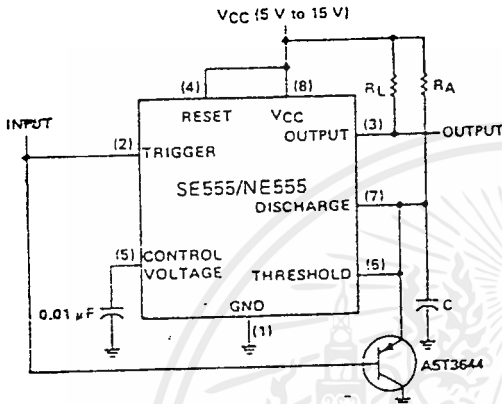 VCC (5 V to 15 V)
(4)
(8)
RL
RA
RESET
VCC
INPUT
OUTPUT
(3)
OUTPUT
(2)
TRIGGER
SE555/NE555
(7)
DISCHARGE
(5)
CONTROL
VOLTAGE
(6)
THRESHOLD
0.01 μF
GND
C
(1)
AST3644